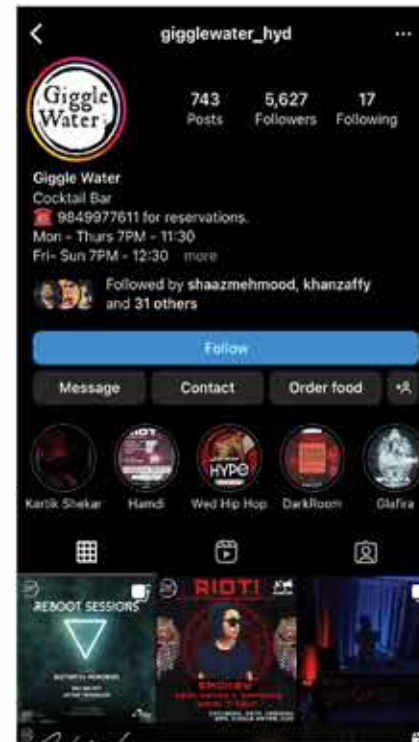 gigglewater_hyd
Giggle
Water
743
5,627
17
Posts
Followers
Following
Giggle Water
Cocktail Bar
☎ 9849977611 for reservations.
Mon - Thurs 7PM - 11:30
Fri- Sun 7PM - 12:30 more
Followed by shaazmehmood, khanzaffy
and 31 others
Follow
Message
Contact
Order food
RIOT
HYPE
Kartik Shekar
Hamdi
Wed Hip Hop
DarkRoom
Glafira
REBOOT SESSIONS
RIOT!
SMOKEY